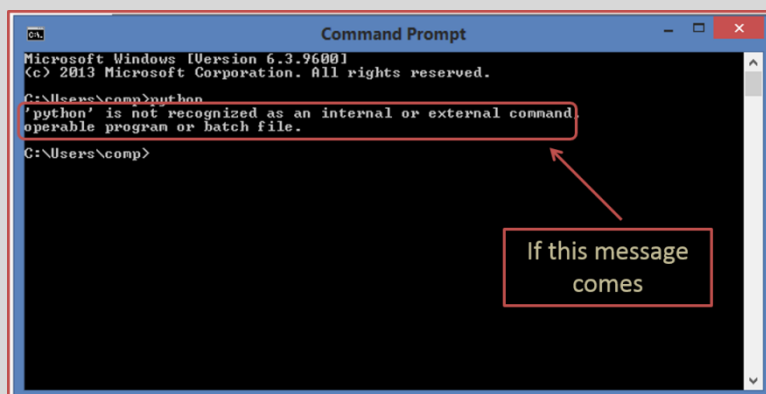 C:\.
Command Prompt
Microsoft Windows [Version 6.3.9600]
(c) 2013 Microsoft Corporation. All rights reserved.
C:\Users\comp>python
'python' is not recognized as an internal or external command,
operable program or batch file.
C:\Users\comp>
If this message
comes